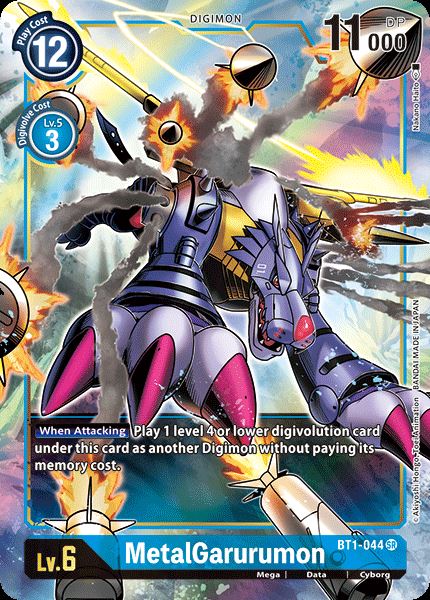 DIGIMON
Play Cost
12
11000
DP
Digivolve Cost
Lv.5
3
Nakano Haito
When Attacking Play 1 level 4 or lower digivolution card
under this card as another Digimon without paying its
memory cost.
© Akiyoshi Hongo, Toei Animation BANDAI MADE IN JAPAN
BT1-044 SR
Lv.6
MetalGarurumon
Mega | Data | Cyborg